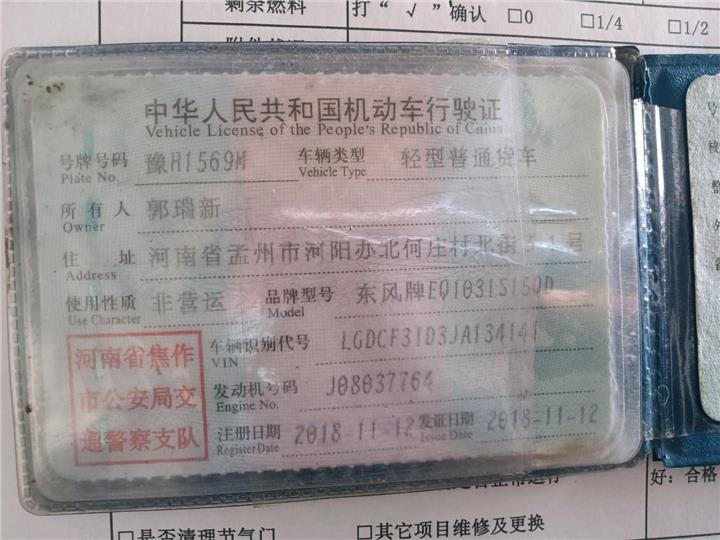 剩余燃料 打“ √ ”确认 □0 □1/4 □1/2
中华人民共和国机动车行驶证
Vehicle License of the People's Republic of China
号牌号码 豫H1569M 车辆类型 轻型普通货车
Plate No. Vehicle Type
所有人 郭瑞新
Owner
住址 河南省孟州市河阳办北何庄村北街 号
Address
使用性质 非营运 品牌型号 东风牌EQ1031S15QD
Use Character Model
河南省焦作
市公安局交
通警察支队
车辆识别代号 LGDCF31D3JA134141
VIN
发动机号码 J08037764
Engine No.
注册日期 2018-11-12 发证日期 2018-11-12
Register Date Issue Date
好：合格
□是否清理节气门 □其它项目维修及更换